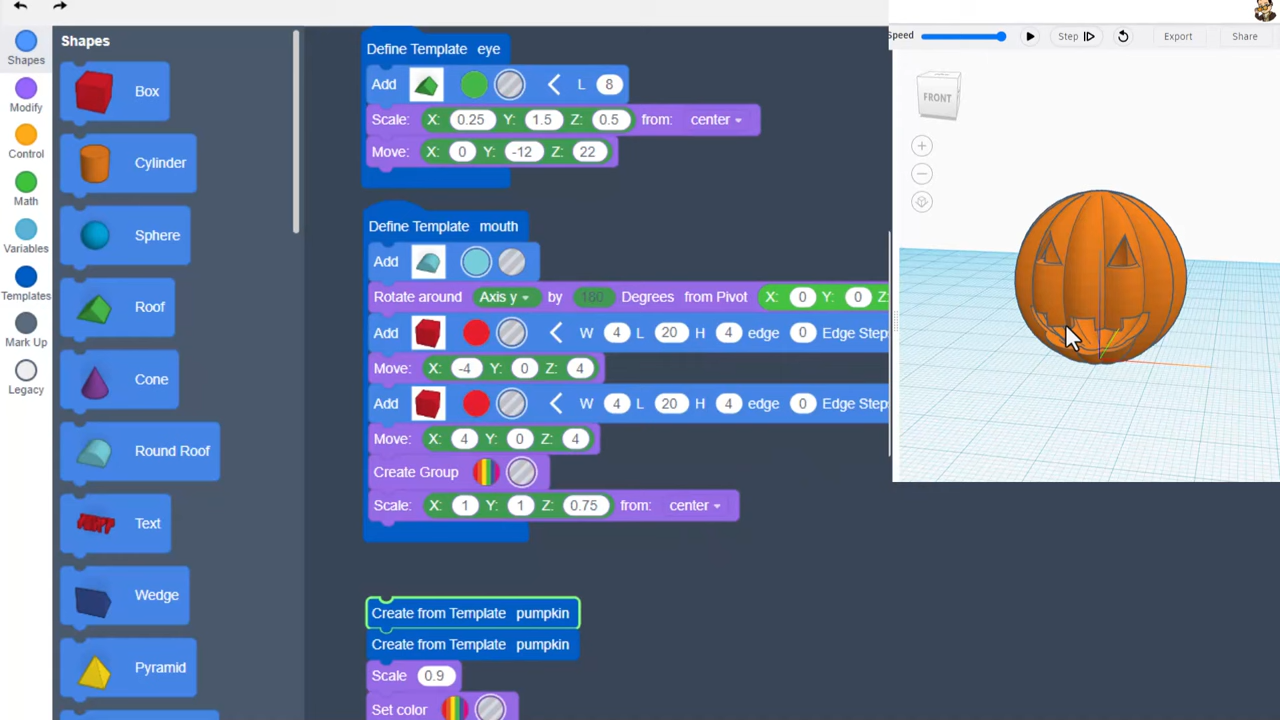 Shapes
Modify
Control
Math
Variables
Templates
Mark Up
Legacy
Shapes
Box
Cylinder
Sphere
Roof
Cone
Round Roof
Text
Wedge
Pyramid
Define Template eye
Add L 8
Scale: X: 0.25 Y: 1.5 Z: 0.5 from: center
Move: X: 0 Y: -12 Z: 22
Define Template mouth
Add
Rotate around Axis y by 180 Degrees from Pivot X: 0 Y: 0 Z:
Add W 4 L 20 H 4 edge 0 Edge Step
Move: X: -4 Y: 0 Z: 4
Add W 4 L 20 H 4 edge 0 Edge Step
Move: X: 4 Y: 0 Z: 4
Create Group
Scale: X: 1 Y: 1 Z: 0.75 from: center
Create from Template pumpkin
Create from Template pumpkin
Scale 0.9
Set color
Speed Step Export Share
FRONT